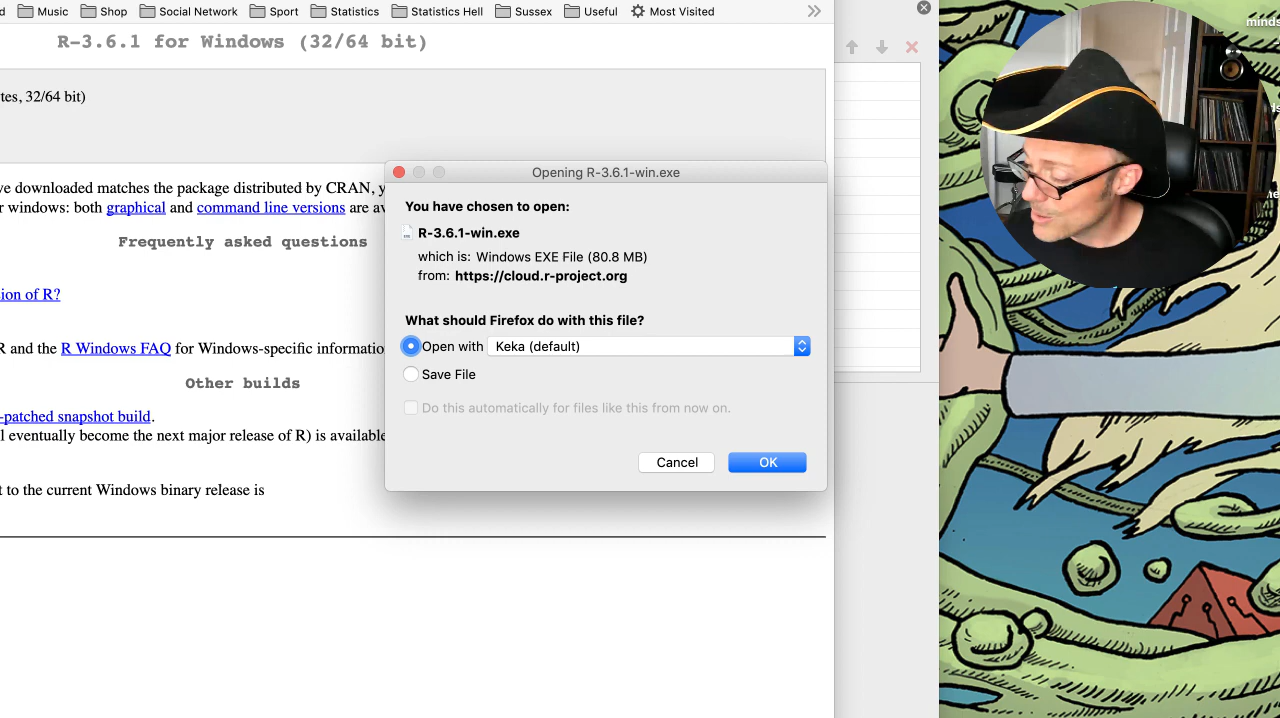 Music Shop Social Network Sport Statistics Statistics Hell Sussex Useful Most Visited
R-3.6.1 for Windows (32/64 bit)
tes, 32/64 bit)
Opening R-3.6.1-win.exe
ve downloaded matches the package distributed by CRAN, y
r windows: both graphical and command line versions are av
Frequently asked questions
sion of R?
R and the R Windows FAQ for Windows-specific informatio
Other builds
-patched snapshot build.
l eventually become the next major release of R) is available
t to the current Windows binary release is
You have chosen to open:
R-3.6.1-win.exe
which is: Windows EXE File (80.8 MB)
from: https://cloud.r-project.org
What should Firefox do with this file?
Open with Keka (default)
Save File
Do this automatically for files like this from now on.
Cancel OK
minds